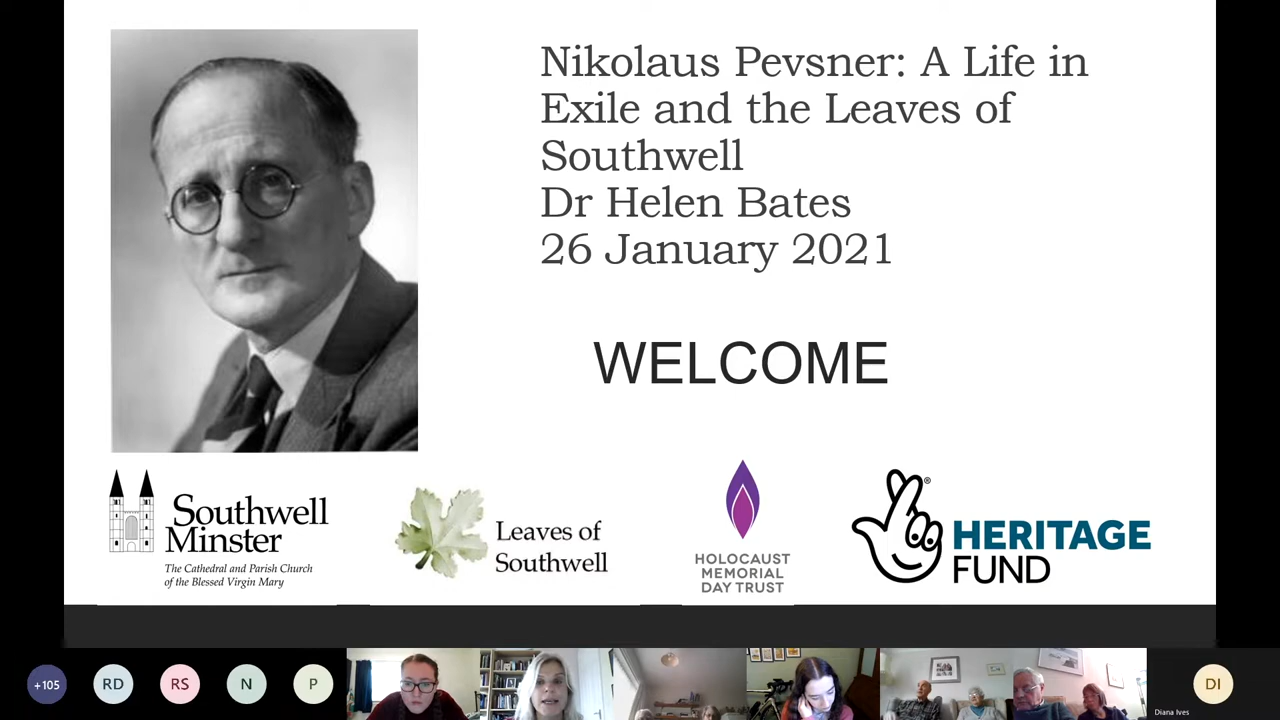 Nikolaus Pevsner: A Life in
Exile and the Leaves of
Southwell
Dr Helen Bates
26 January 2021
WELCOME
Southwell
Minster
The Cathedral and Parish Church
of the Blessed Virgin Mary
Leaves of
Southwell
HOLOCAUST
MEMORIAL
DAY TRUST
®
HERITAGE
FUND
+105
RD
RS
N
P
DI
Diana Ives